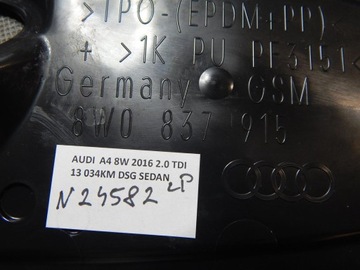 >TPO-(EPDM+PP)
+ >1K PU PF3151<
Germany GSM
8W0 837 915
AUDI A4 8W 2016 2.0 TDI
13 034KM DSG SEDAN
N24582 LP